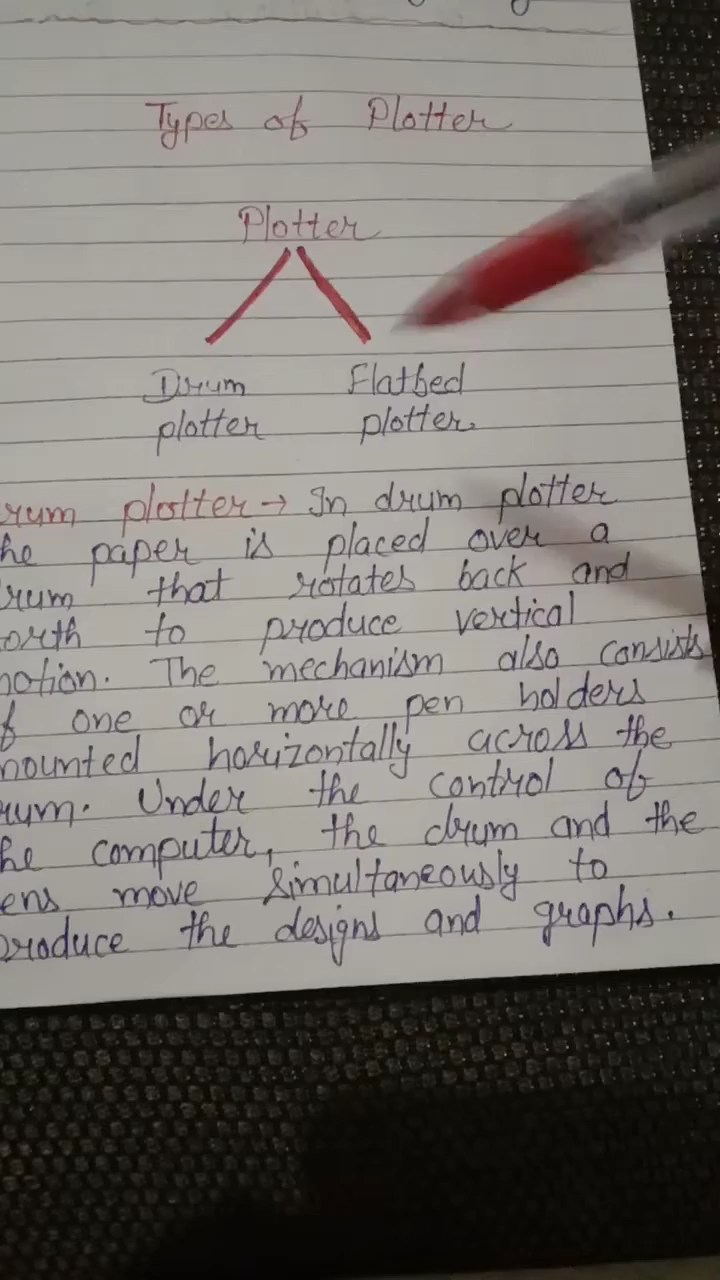 Types of Plotter
Plotter
Drum Flatbed
plotter plotter.
rum plotter → In drum plotter
he paper is placed over a
rum that rotates back and
orth to produce vertical
motion. The mechanism also consists
f one or more pen holders
mounted horizontally across the
rum. Under the control of
he computer, the drum and the
ens move simultaneously to
produce the designs and graphs.